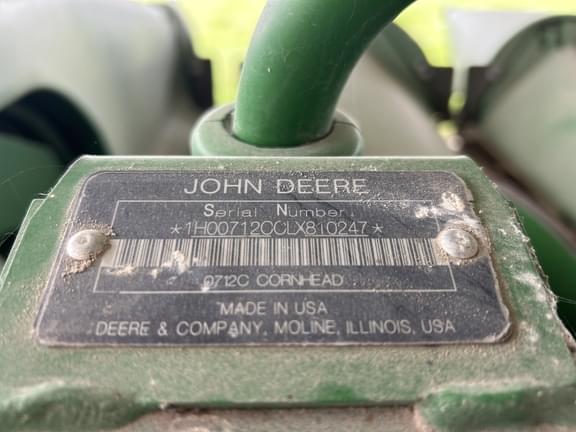 JOHN DEERE
Serial Number
*1H00712CCLX810247*
0712C CORNHEAD
MADE IN USA
DEERE & COMPANY, MOLINE, ILLINOIS, USA